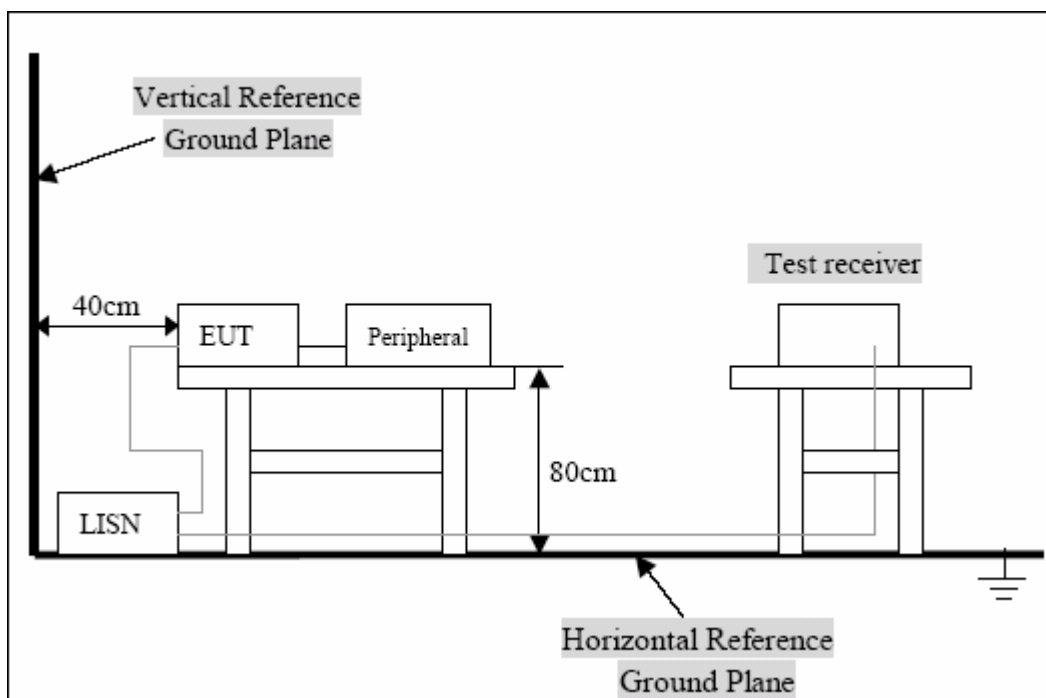 Vertical Reference
Ground Plane
Test receiver
40cm
EUT
Peripheral
80cm
LISN
Horizontal Reference
Ground Plane